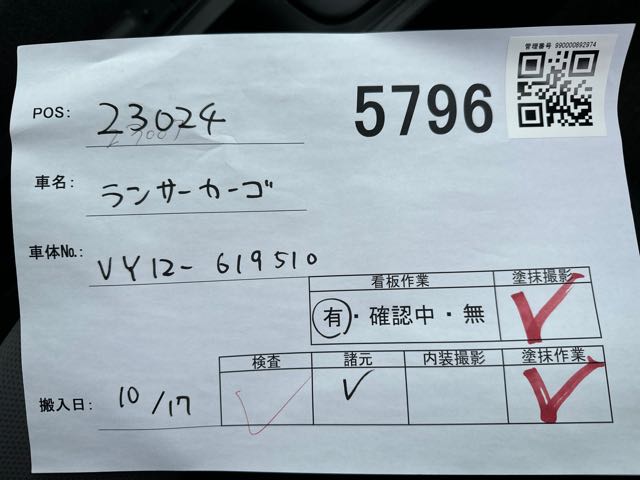 管理番号 990000892974
POS: 23024
5796
車名: ランサーカーゴ
車体No.: VY12-619510
看板作業 塗抹撮影
有・確認中・無 ✓
検査 諸元 内装撮影 塗抹作業
搬入日: 10/17 ✓ ✓ ✓